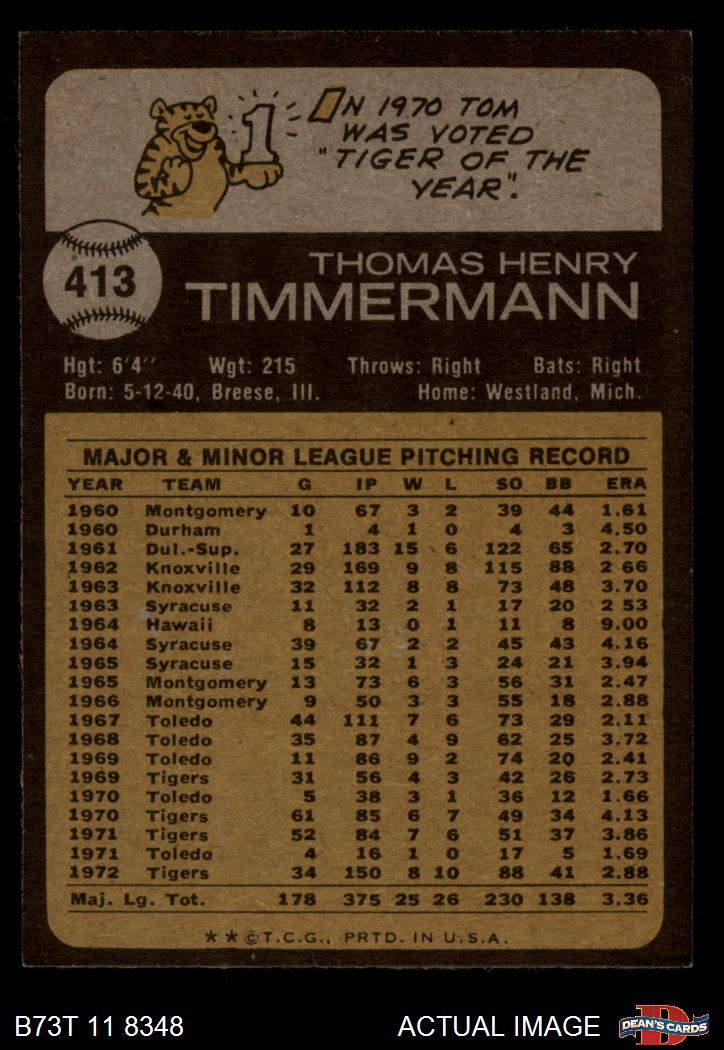 IN 1970 TOM
WAS VOTED
"TIGER OF THE
YEAR".
1
413
THOMAS HENRY
TIMMERMANN
Hgt: 6'4" Wgt: 215 Throws: Right Bats: Right
Born: 5-12-40, Breese, Ill. Home: Westland, Mich.
MAJOR & MINOR LEAGUE PITCHING RECORD
YEAR TEAM G IP W L SO BB ERA
1960 Montgomery 10 67 3 2 39 44 1.61
1960 Durham 1 4 1 0 4 3 4.50
1961 Dul.-Sup. 27 183 15 6 122 65 2.70
1962 Knoxville 29 169 9 8 115 88 2 66
1963 Knoxville 32 112 8 8 73 48 3.70
1963 Syracuse 11 32 2 1 17 20 2 53
1964 Hawaii 8 13 0 1 11 8 9.00
1964 Syracuse 39 67 2 2 45 43 4.16
1965 Syracuse 15 32 1 3 24 21 3.94
1965 Montgomery 13 73 6 3 56 31 2.47
1966 Montgomery 9 50 3 3 55 18 2.88
1967 Toledo 44 111 7 6 73 29 2.11
1968 Toledo 35 87 4 9 62 25 3.72
1969 Toledo 11 86 9 2 74 20 2.41
1969 Tigers 31 56 4 3 42 26 2.73
1970 Toledo 5 38 3 1 36 12 1.66
1970 Tigers 61 85 6 7 49 34 4.13
1971 Tigers 52 84 7 6 51 37 3.86
1971 Toledo 4 16 1 0 17 5 1.69
1972 Tigers 34 150 8 10 88 41 2.88
Maj. Lg. Tot. 178 375 25 26 230 138 3.36
**©T.C.G., PRTD. IN U.S.A.
B73T 11 8348 ACTUAL IMAGE D DEAN'S CARDS